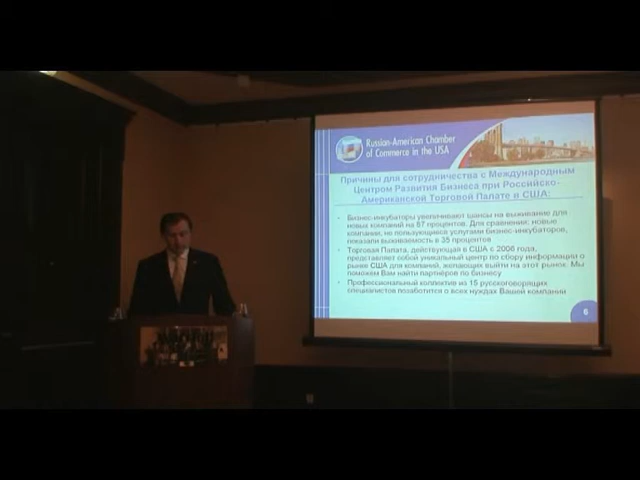 Russian-American Chamber
of Commerce in the USA
Причины для сотрудничества с Международным
Центром Развития Бизнеса при Российско-
Американской Торговой Палате в США:
Бизнес-инкубаторы увеличивают шансы на выживание для
новых компаний на 87 процентов. Для сравнения: новые
компании, не пользующиеся услугами бизнес-инкубаторов,
показали выживаемость в 35 процентов
Торговая Палата, действующая в США с 2006 года,
представляет собой уникальный центр по сбору информации о
рынке США для компаний, желающих выйти на этот рынок. Мы
поможем Вам найти партнёров по бизнесу
Профессиональный коллектив из 15 русскоговорящих
специалистов позаботится о всех нуждах Вашей компании
6